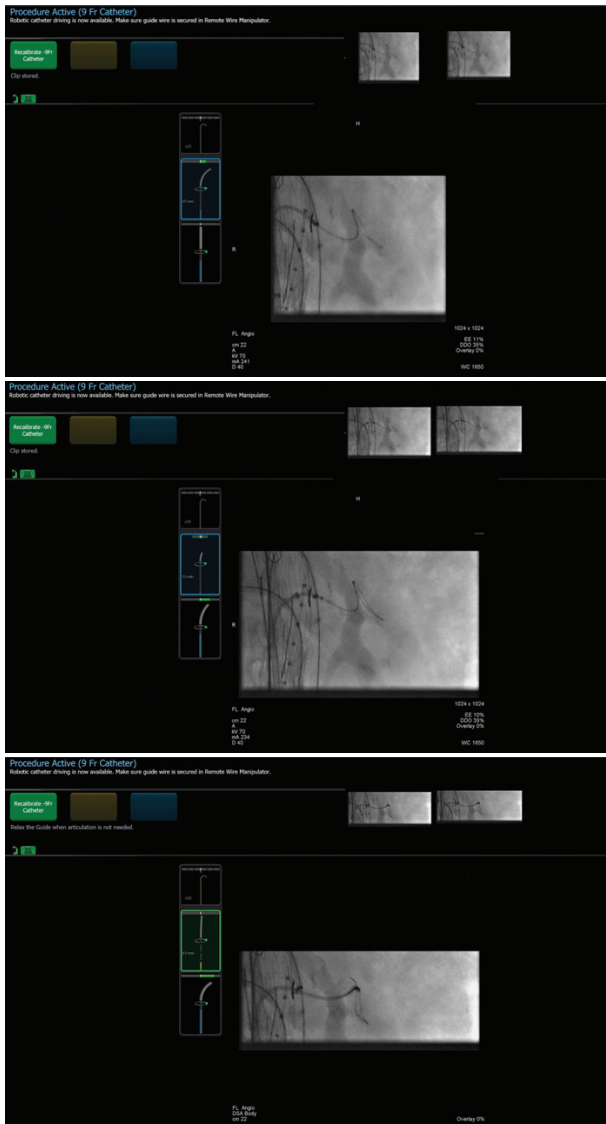 Procedure Active (9 Fr Catheter)
Robotic catheter driving is now available. Make sure guide wire is secured in Remote Wire Manipulator.
Recalibrate -9Fr
Catheter
Clip stored.
H
R
1024 x 1024
FL Angio
EE 11%
cm 22
DDO 35%
A
Overlay 0%
kV 70
mA 241
D 40
WC 1650
Procedure Active (9 Fr Catheter)
Robotic catheter driving is now available. Make sure guide wire is secured in Remote Wire Manipulator.
Recalibrate -9Fr
Catheter
Clip stored.
H
R
1024 x 1024
FL Angio
EE 10%
cm 22
DDO 35%
A
Overlay 0%
kV 70
mA 234
D 40
WC 1650
Procedure Active (9 Fr Catheter)
Robotic catheter driving is now available. Make sure guide wire is secured in Remote Wire Manipulator.
Recalibrate -9Fr
Catheter
Relax the Guide when articulation is not needed.
FL Angio
DSA Body
cm 22
Overlay 0%